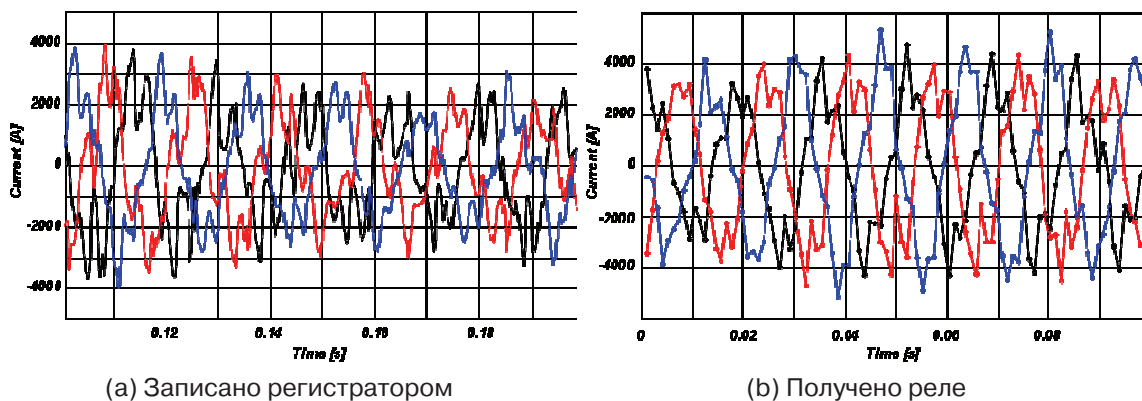 (a)
(b)
4000
2000
0
-2000
-4000
Current [A]
0.12
0.14
0.16
0.18
Time [s]
4000
2000
0
-2000
-4000
Current [A]
0
0.02
0.04
0.06
0.08
Time [s]
(a) Записано регистратором
(b) Получено реле